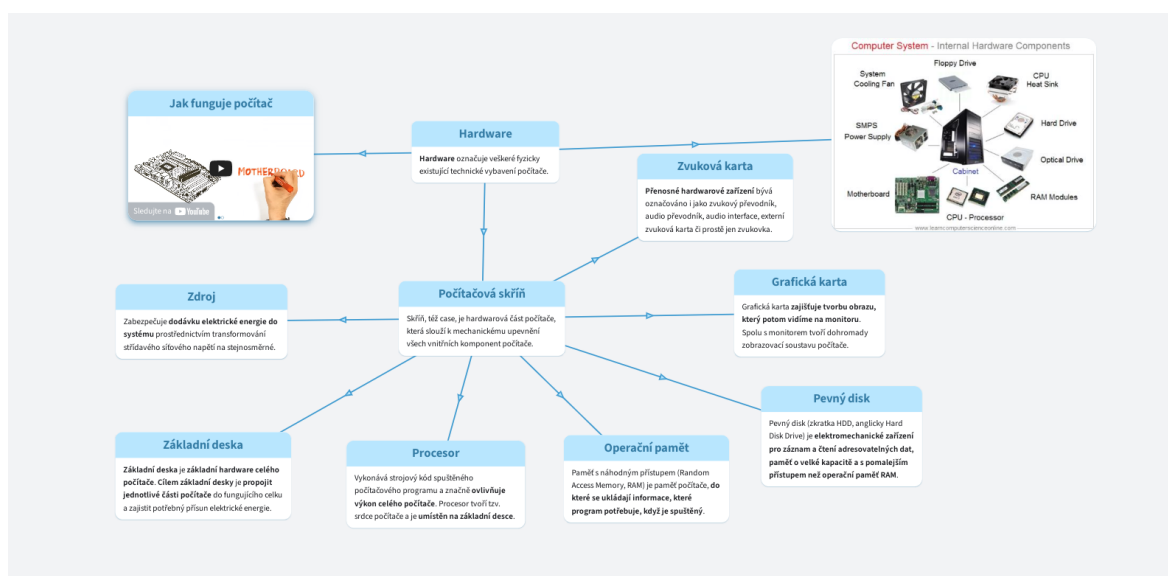 Computer System - Internal Hardware Components
Floppy Drive
System
Cooling Fan
CPU
Heat Sink
SMPS
Power Supply
Hard Drive
Optical Drive
Cabinet
Motherboard
RAM Modules
CPU - Processor
www.learncomputerscienceonline.com
Jak funguje počítač
MOTHERBOARD
Sledujte na YouTube
Hardware
Hardware označuje veškeré fyzicky
existující technické vybavení počítače.
Zvuková karta
Přenosné hardwarové zařízení bývá
označováno i jako zvukový převodník,
audio převodník, audio interface, externí
zvuková karta či prostě jen zvukovka.
Zdroj
Zabezpečuje dodávku elektrické energie do
systému prostřednictvím transformování
střídavého síťového napětí na stejnosměrné.
Počítačová skříň
Skříň, též case, je hardwarová část počítače,
která slouží k mechanickému upevnění
všech vnitřních komponent počítače.
Grafická karta
Grafická karta zajišťuje tvorbu obrazu,
který potom vidíme na monitoru.
Spolu s monitorem tvoří dohromady
zobrazovací soustavu počítače.
Základní deska
Základní deska je základní hardware celého
počítače. Cílem základní desky je propojit
jednotlivé části počítače do fungujícího celku
a zajistit potřebný přísun elektrické energie.
Procesor
Vykonává strojový kód spuštěného
počítačového programu a značně ovlivňuje
výkon celého počítače. Procesor tvoří tzv.
srdce počítače a je umístěn na základní desce.
Operační pamět
Paměť s náhodným přístupem (Random
Access Memory, RAM) je paměť počítače, do
které se ukládají informace, které
program potřebuje, když je spuštěný.
Pevný disk
Pevný disk (zkratka HDD, anglicky Hard
Disk Drive) je elektromechanické zařízení
pro záznam a čtení adresovatelných dat,
paměť o velké kapacitě a s pomalejším
přístupem než operační paměť RAM.